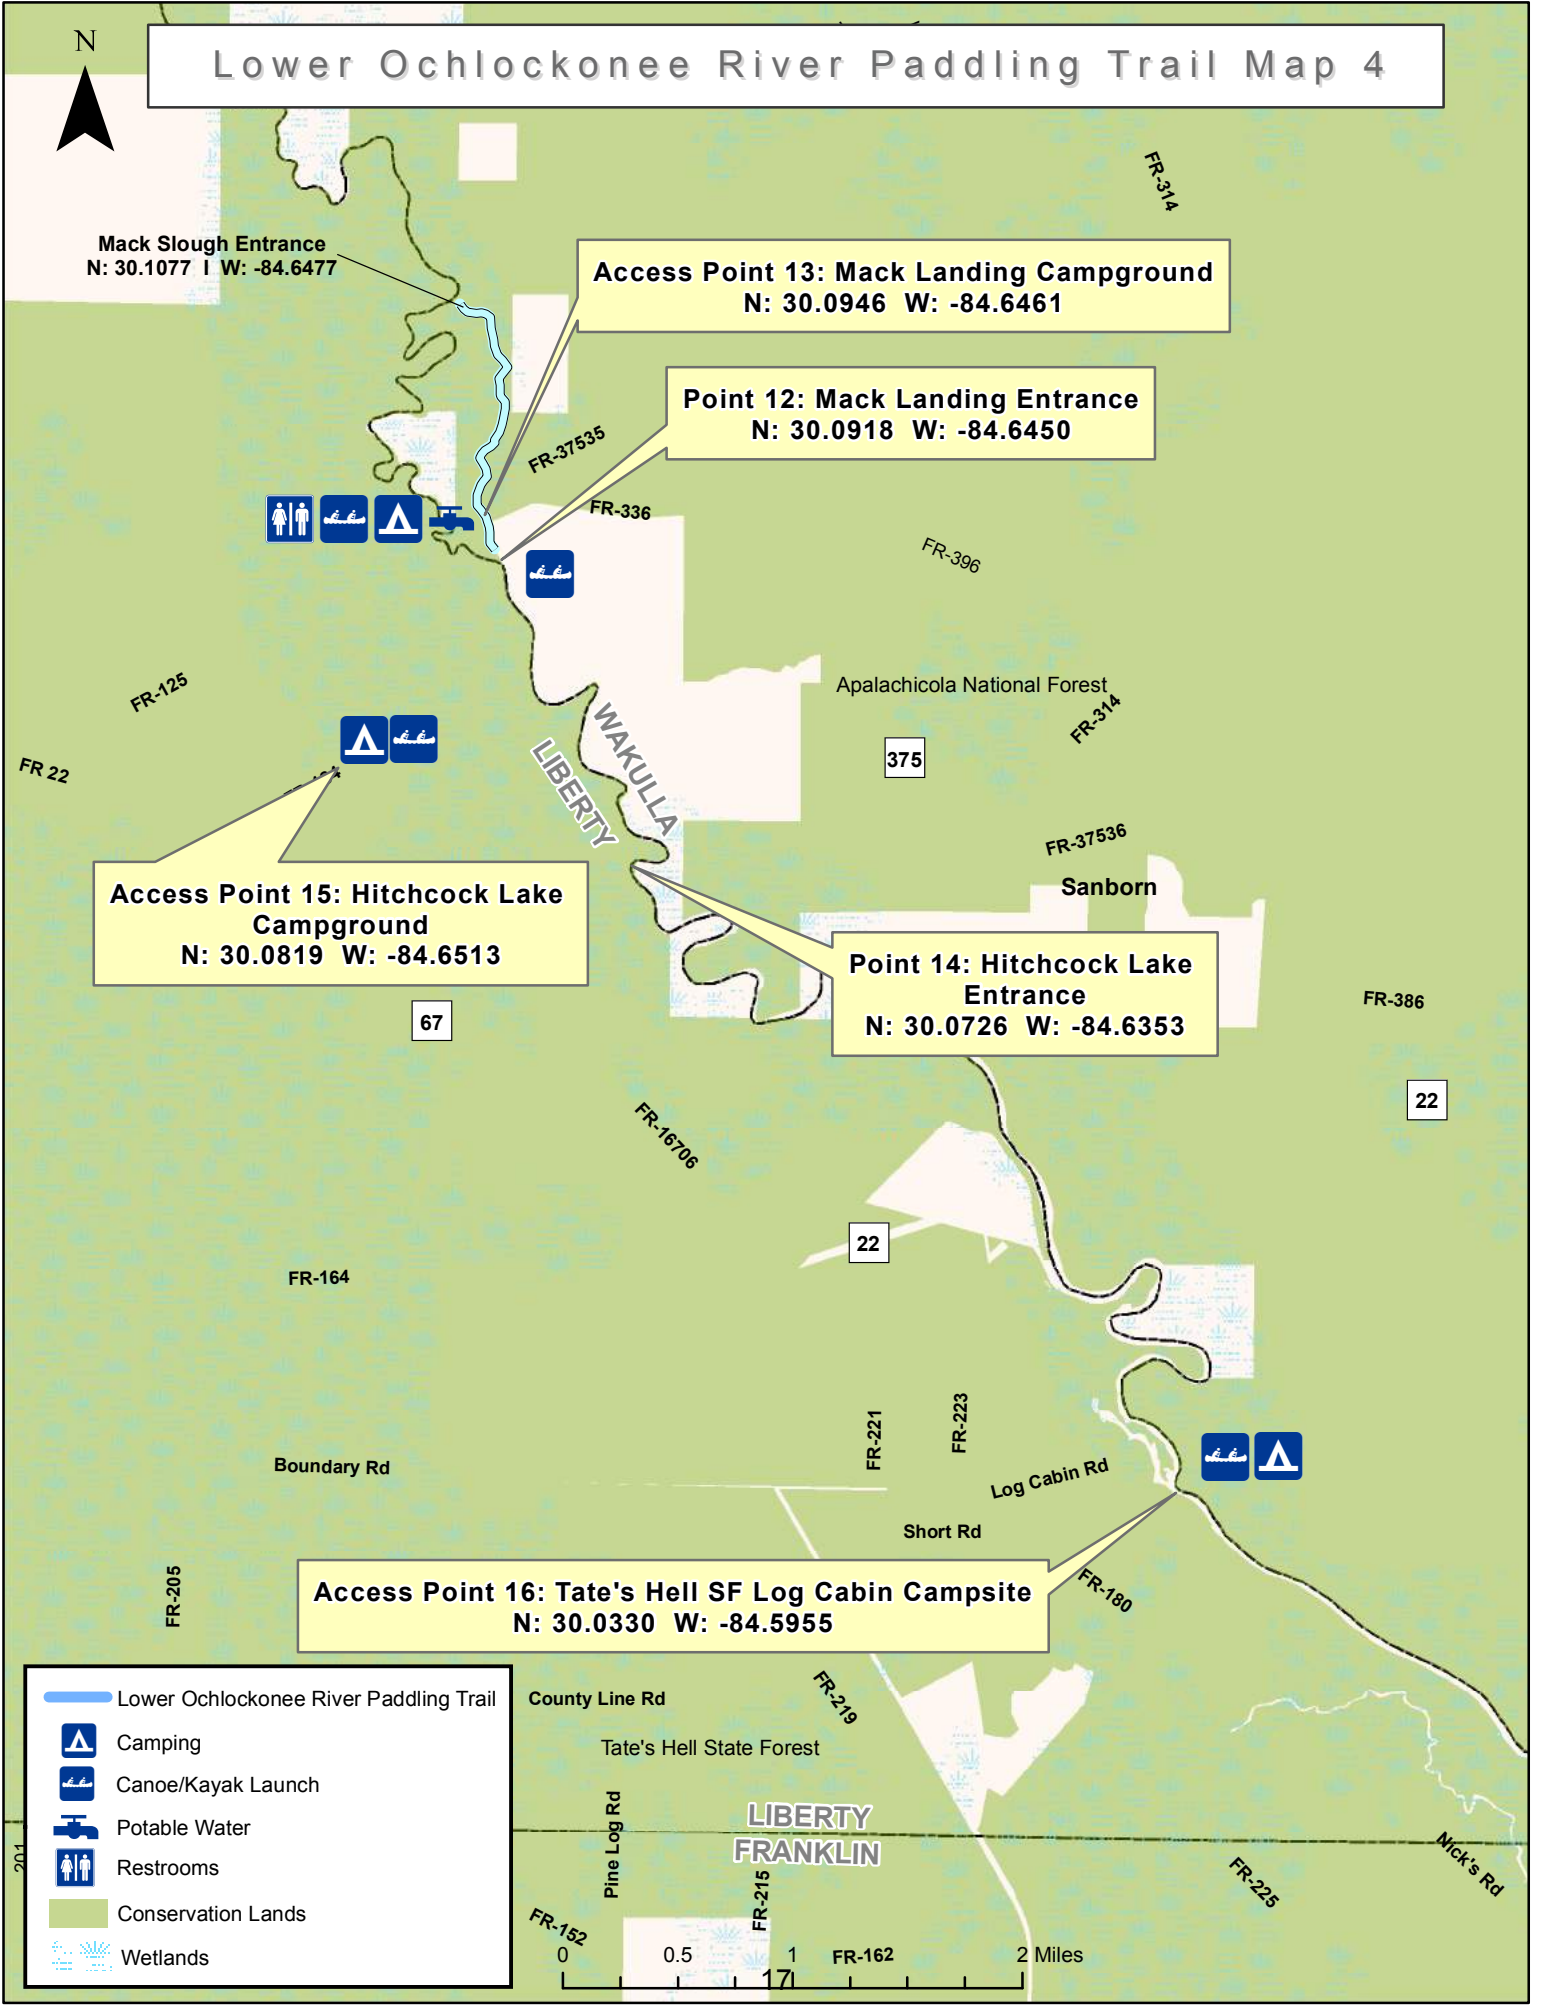 N
Lower Ochlockonee River Paddling Trail Map 4
FR-314
Mack Slough Entrance
N: 30.1077 I W: -84.6477
Access Point 13: Mack Landing Campground
N: 30.0946 W: -84.6461
Point 12: Mack Landing Entrance
N: 30.0918 W: -84.6450
FR-37535
FR-336
FR-396
FR-125
Apalachicola National Forest
FR-314
WAKULLA
LIBERTY
375
FR 22
FR-37536
Sanborn
Access Point 15: Hitchcock Lake
Campground
N: 30.0819 W: -84.6513
Point 14: Hitchcock Lake
Entrance
N: 30.0726 W: -84.6353
FR-386
67
22
FR-16706
22
FR-164
FR-221
FR-223
Boundary Rd
Log Cabin Rd
Short Rd
FR-205
Access Point 16: Tate's Hell SF Log Cabin Campsite
N: 30.0330 W: -84.5955
FR-180
Lower Ochlockonee River Paddling Trail
Camping
Canoe/Kayak Launch
Potable Water
Restrooms
Conservation Lands
Wetlands
County Line Rd
FR-219
Tate's Hell State Forest
Pine Log Rd
LIBERTY
FRANKLIN
201
FR-215
FR-225
Nick's Rd
FR-152
FR-162
0 0.5 1 2 Miles
17